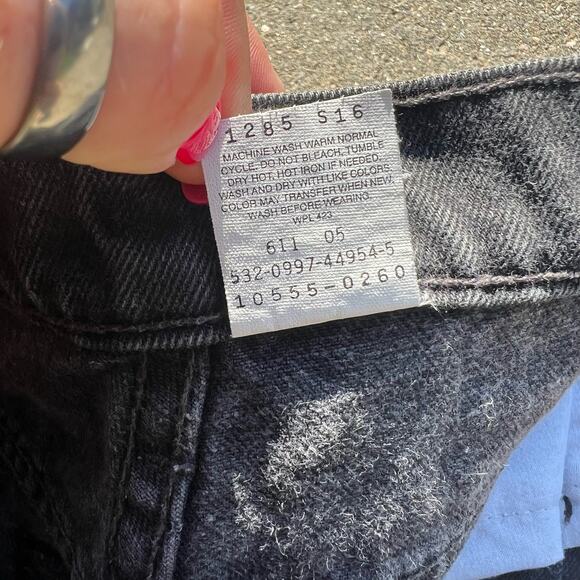 1285 S16
MACHINE WASH WARM NORMAL
CYCLE. DO NOT BLEACH. TUMBLE
DRY HOT, HOT IRON IF NEEDED.
WASH AND DRY WITH LIKE COLORS.
COLOR MAY TRANSFER WHEN NEW.
WASH BEFORE WEARING.
WPL 423
611 05
532-0997-44954-5
10555-0260